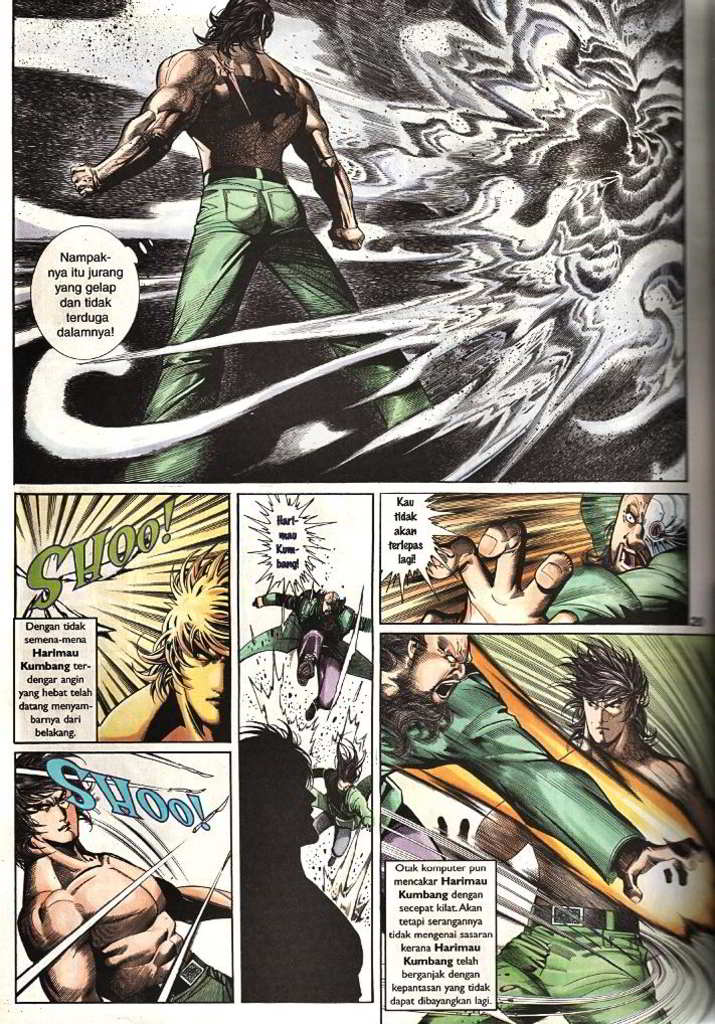 Nampak-
nya itu jurang
yang gelap
dan tidak
terduga
dalamnya!
SHOO!
Dengan tidak
semena-mena
Harimau
Kumbang ter-
dengar angin
yang hebat telah
datang menyam-
barnya dari
belakang.
SHOO!
Hari-
mau
Kum-
bang!
Kau
tidak
akan
terlepas
lagi!
Otak komputer pun
mencakar Harimau
Kumbang dengan
secepat kilat. Akan
tetapi serangannya
tidak mengenai sasaran
kerana Harimau
Kumbang telah
berganjak dengan
kepantasan yang tidak
dapat dibayangkan lagi.